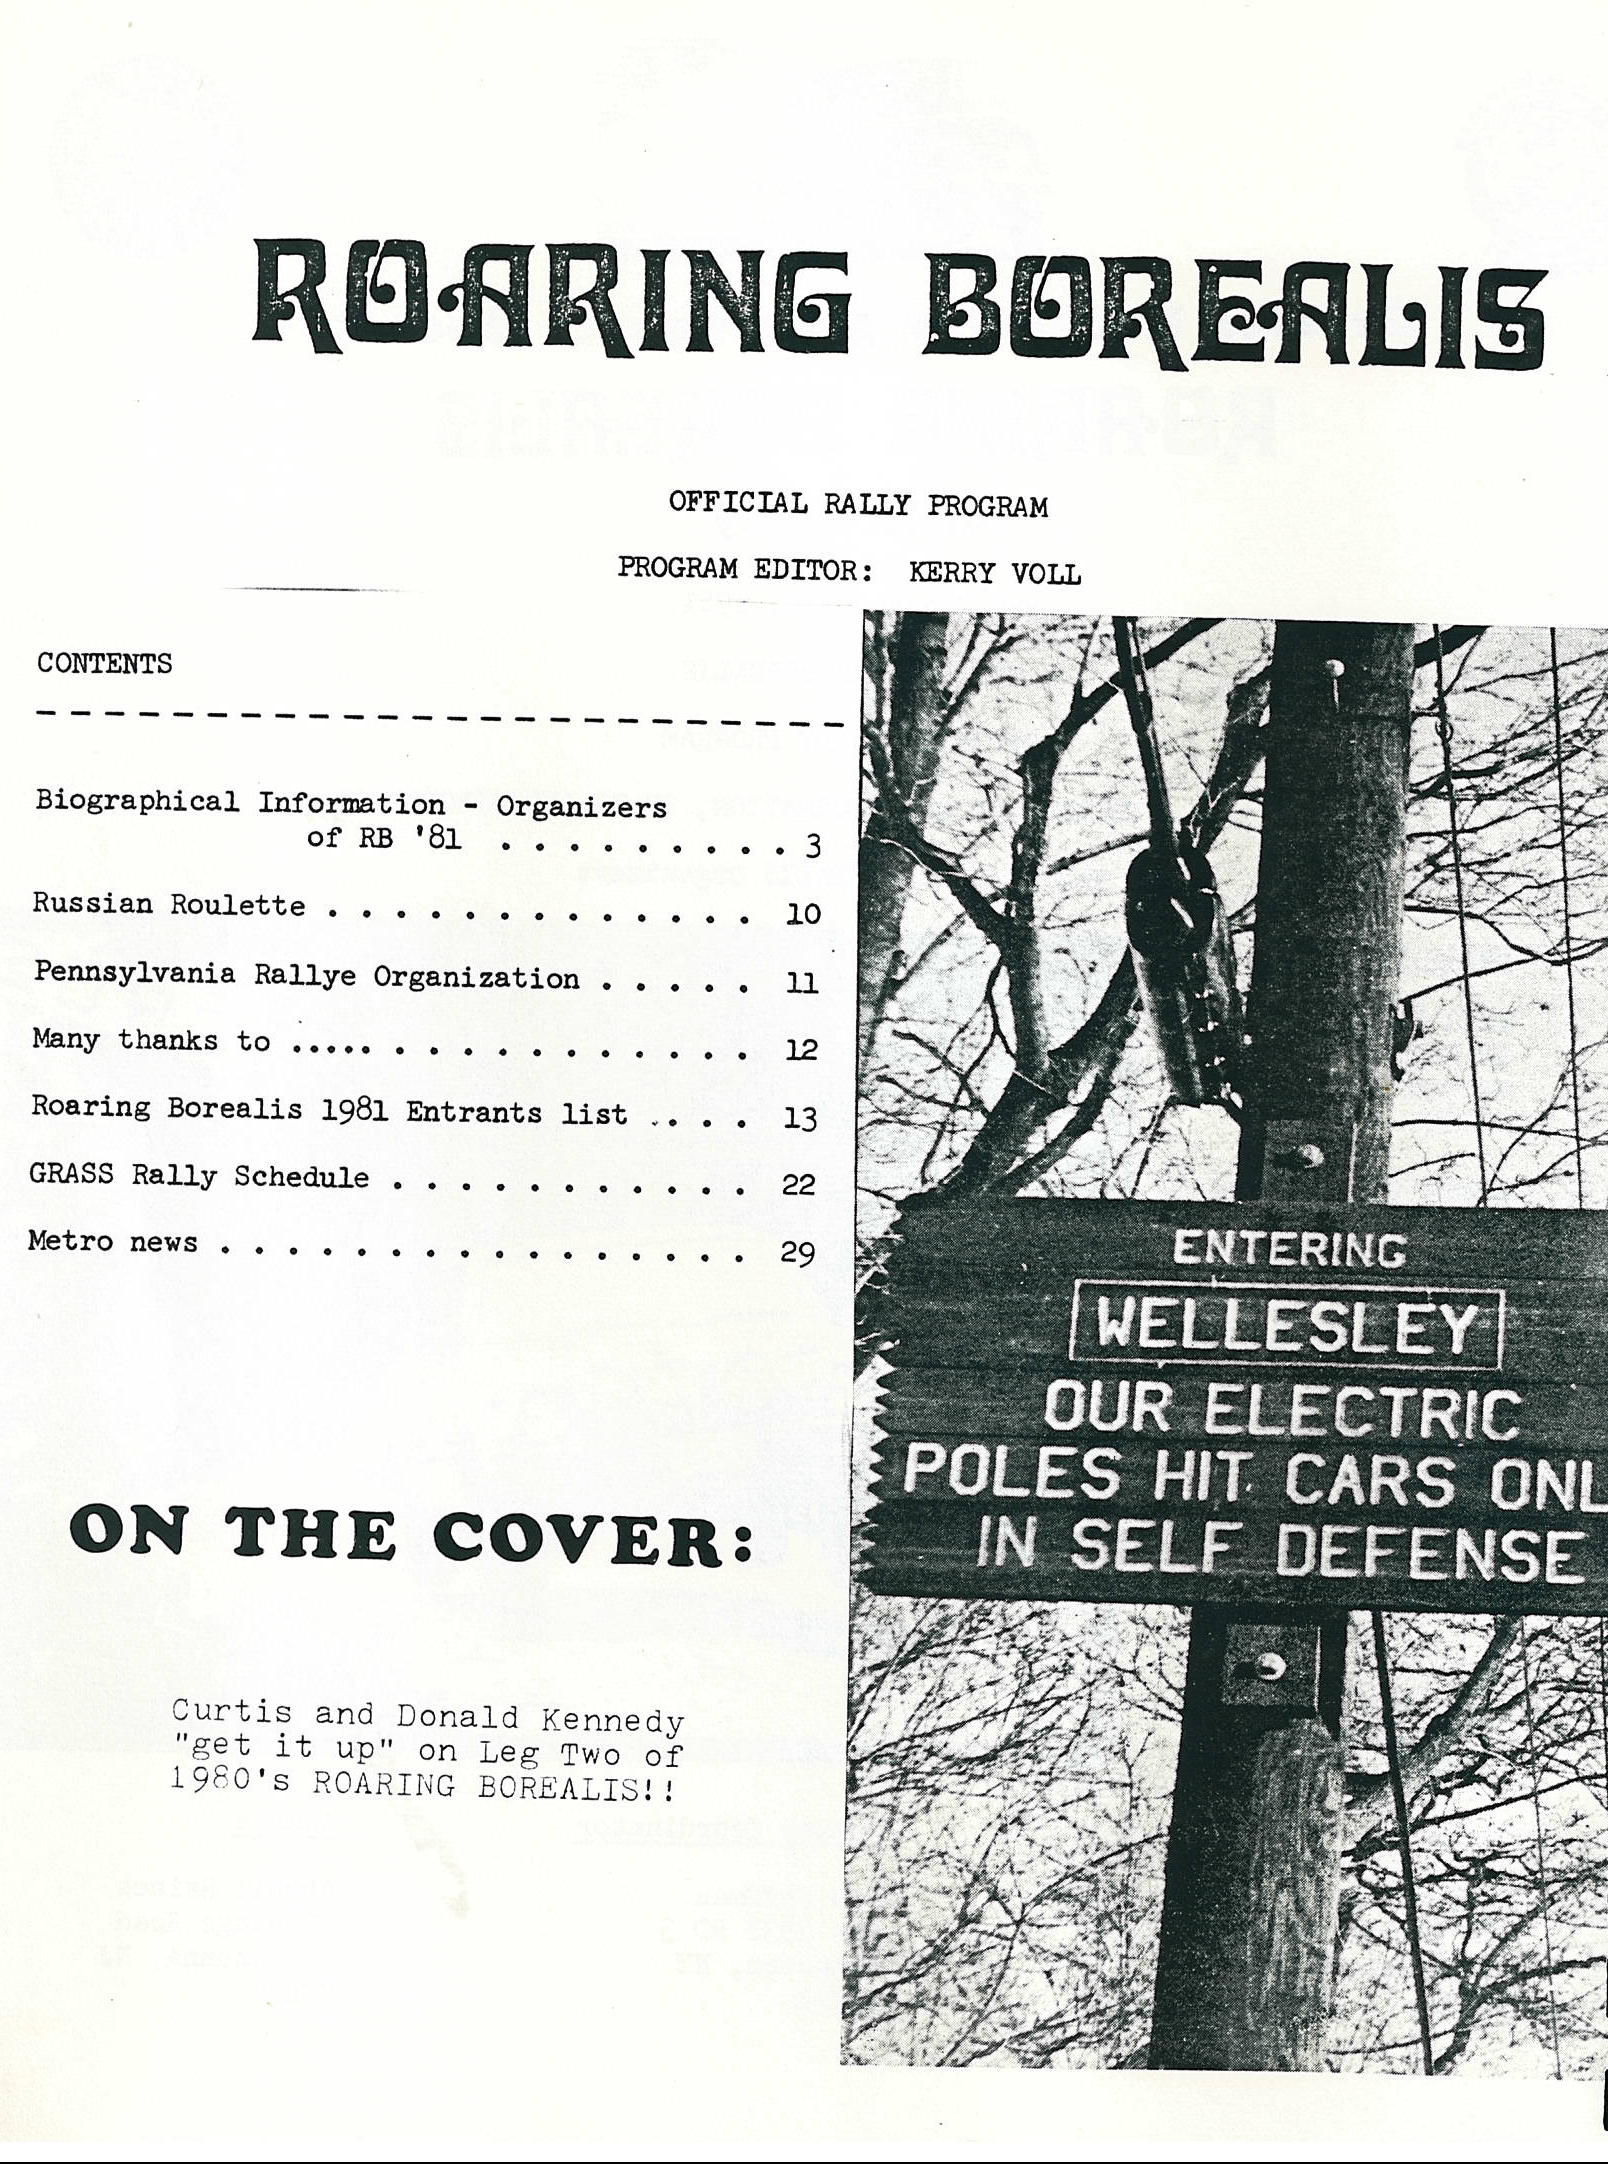 ROARING BOREALIS
OFFICIAL RALLY PROGRAM
PROGRAM EDITOR: KERRY VOLL
CONTENTS
Biographical Information - Organizers
of RB '81 . . . . . . . . . 3
Russian Roulette . . . . . . . . . . . . . 10
Pennsylvania Rallye Organization . . . . . 11
Many thanks to ..... . . . . . . . . . . . 12
Roaring Borealis 1981 Entrants list . . . . 13
GRASS Rally Schedule . . . . . . . . . . . 22
Metro news . . . . . . . . . . . . . . . . 29
ENTERING
WELLESLEY
OUR ELECTRIC
POLES HIT CARS ONL
IN SELF DEFENSE
ON THE COVER:
Curtis and Donald Kennedy
"get it up" on Leg Two of
1980's ROARING BOREALIS!!